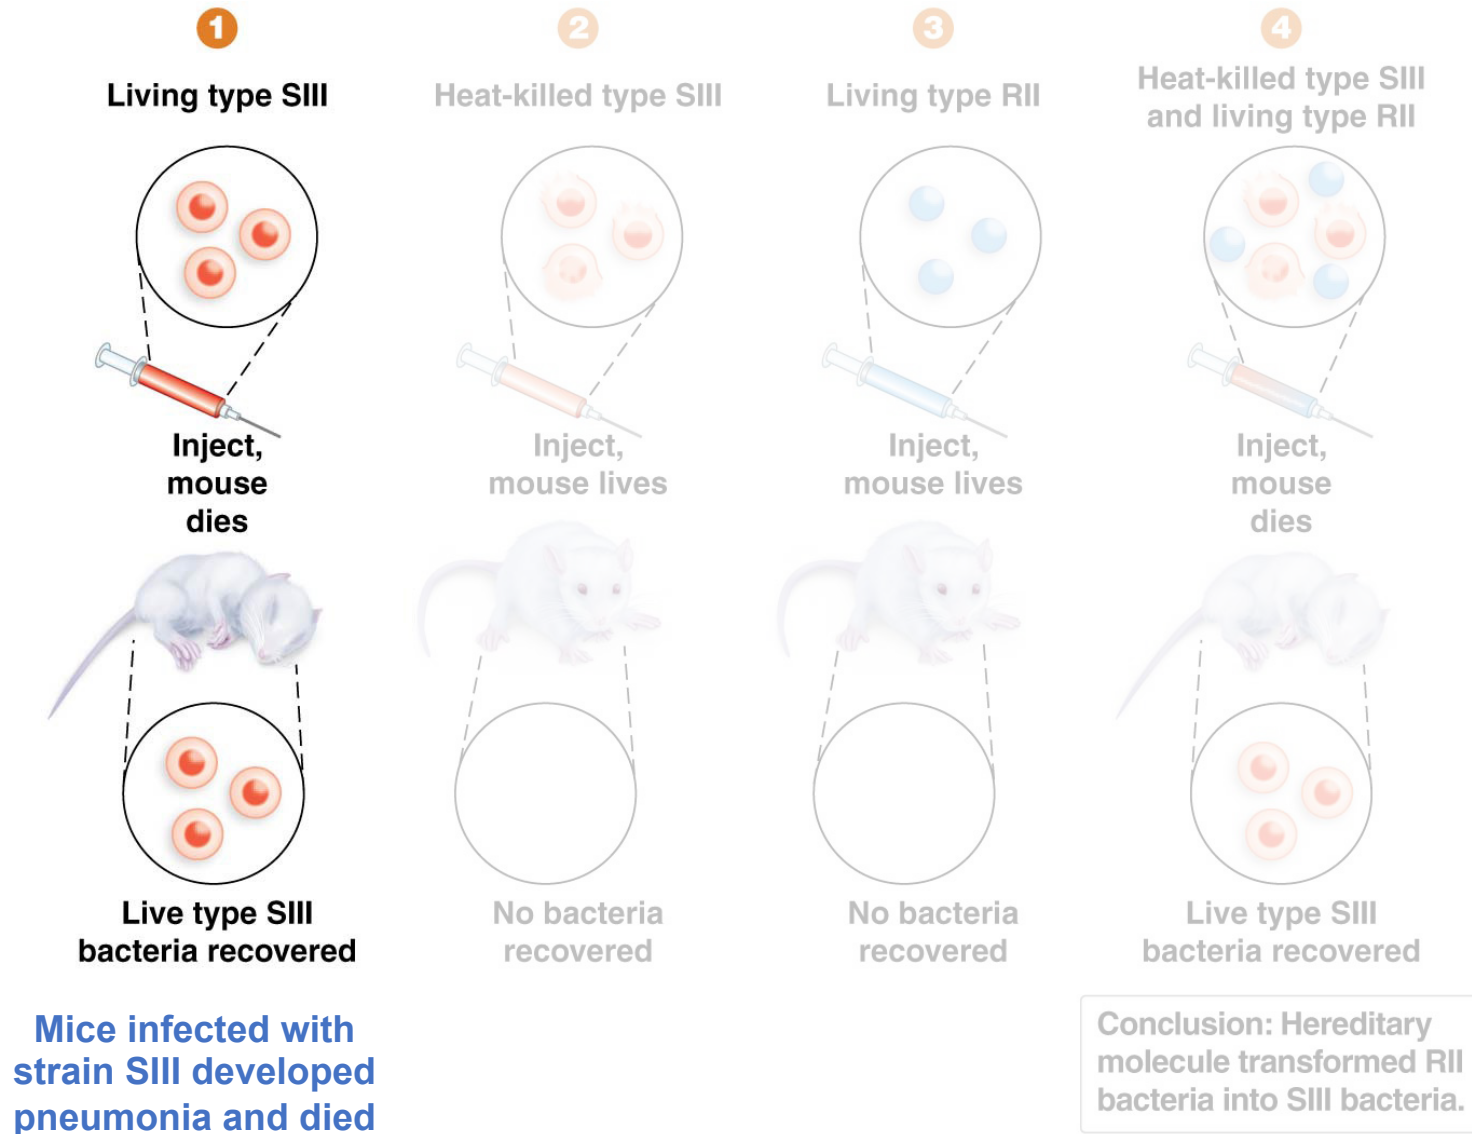 1
Living type SIII
Inject,
mouse
dies
Live type SIII
bacteria recovered
Mice infected with
strain SIII developed
pneumonia and died
2
Heat-killed type SIII
Inject,
mouse lives
No bacteria
recovered
3
Living type RII
Inject,
mouse lives
No bacteria
recovered
4
Heat-killed type SIII
and living type RII
Inject,
mouse
dies
Live type SIII
bacteria recovered
Conclusion: Hereditary
molecule transformed RII
bacteria into SIII bacteria.